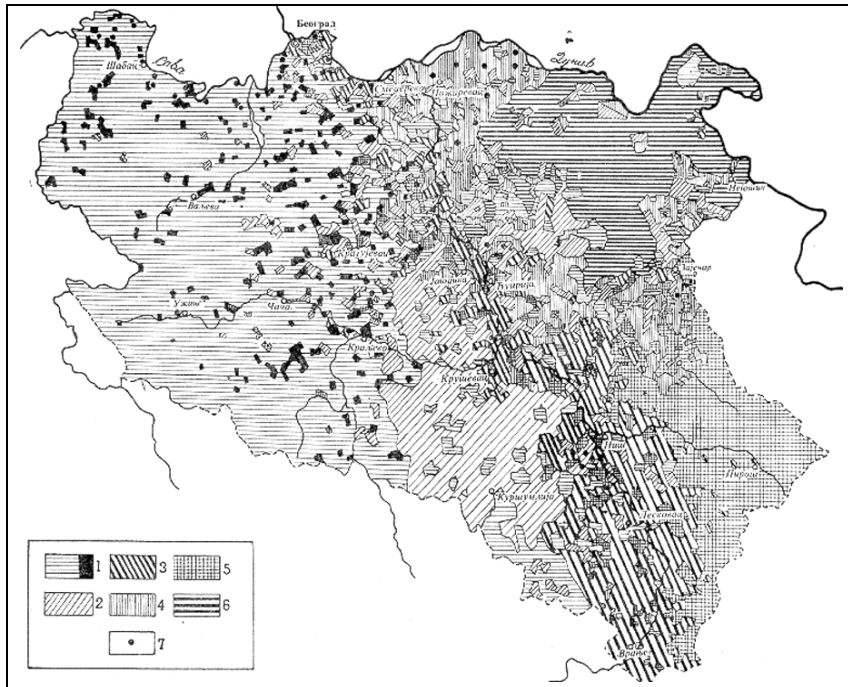 Београд
Шабац
Сава
Дунав
Смедерево
Пожаревац
Неготин
Ваљево
Крагујевац
Зајечар
Јагодина
Ћуприја
Ужице
Чачак
Краљево
Крушевац
Ниш
Пирот
Куршумлија
Лесковац
Врање
1
3
5
2
4
6
7